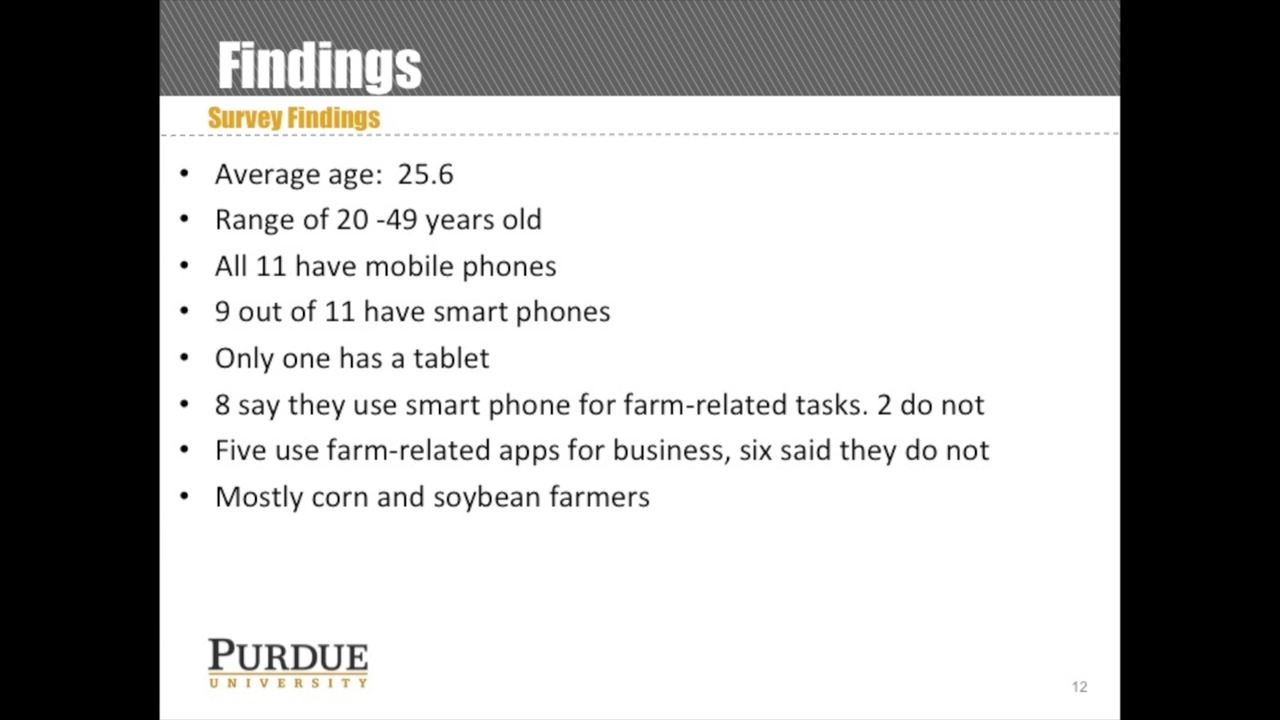 Findings
Survey Findings
• Average age:  25.6
• Range of 20 -49 years old
• All 11 have mobile phones
• 9 out of 11 have smart phones
• Only one has a tablet
• 8 say they use smart phone for farm-related tasks. 2 do not
• Five use farm-related apps for business, six said they do not
• Mostly corn and soybean farmers
PURDUE
UNIVERSITY
12